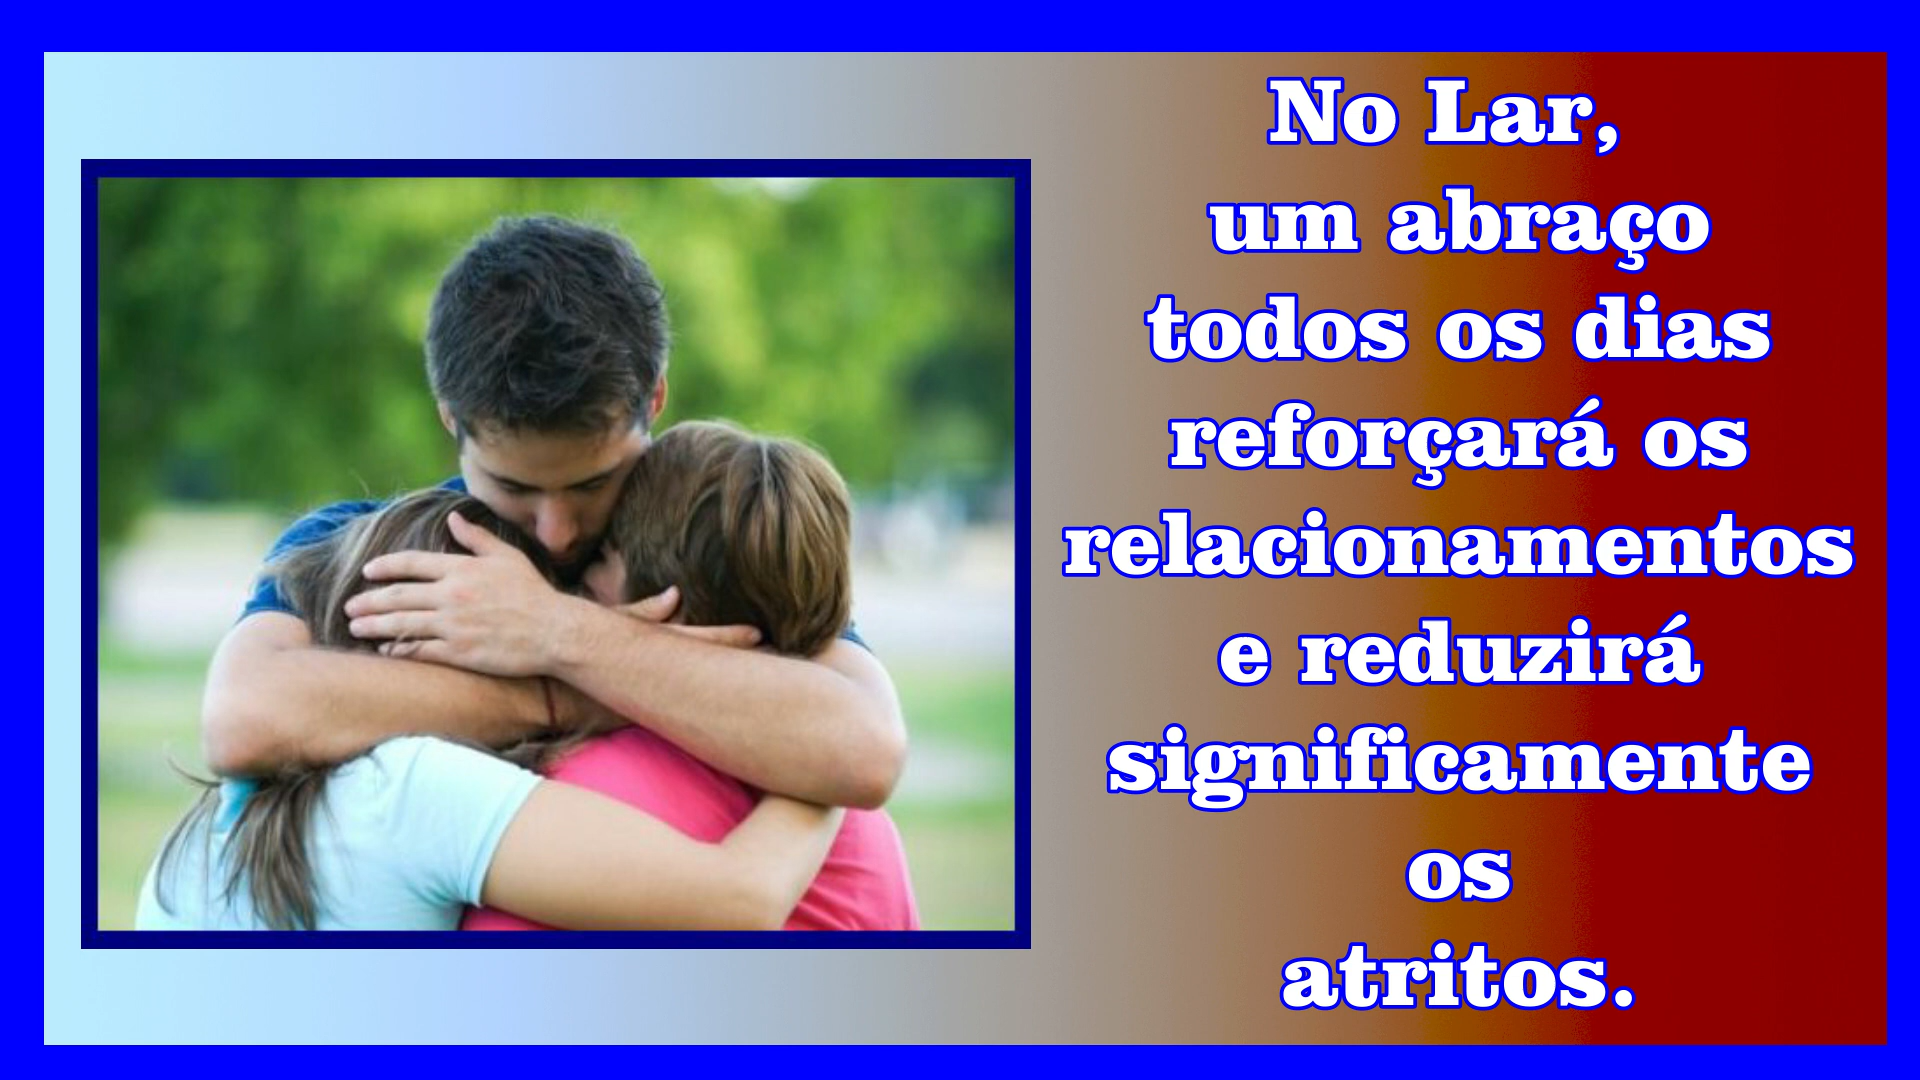 No Lar,
um abraço
todos os dias
reforçará os
relacionamentos
e reduzirá
significamente
os
atritos.